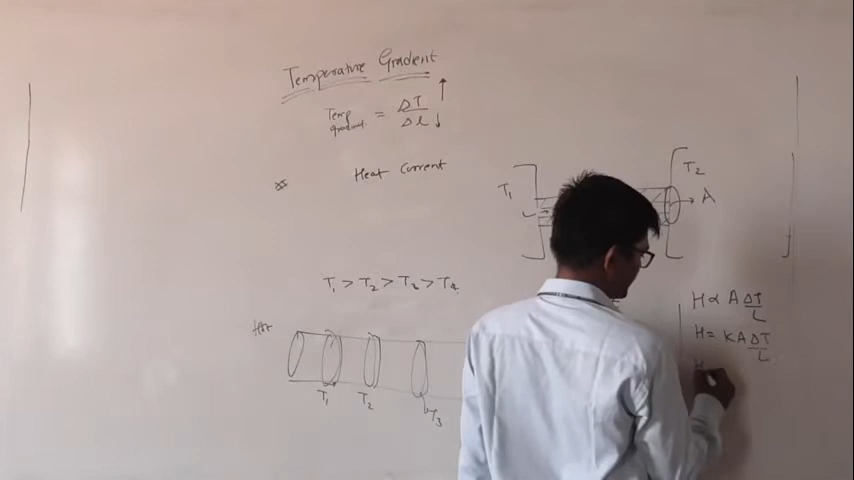 Temperature Gradient
Temp gradient = ΔT / Δl
Heat Current
T₁ T₂
A
T₁ > T₂ > T₃ > T₄
H ∝ A ΔT / L
H = KA ΔT / L
T₁ T₂ T₃